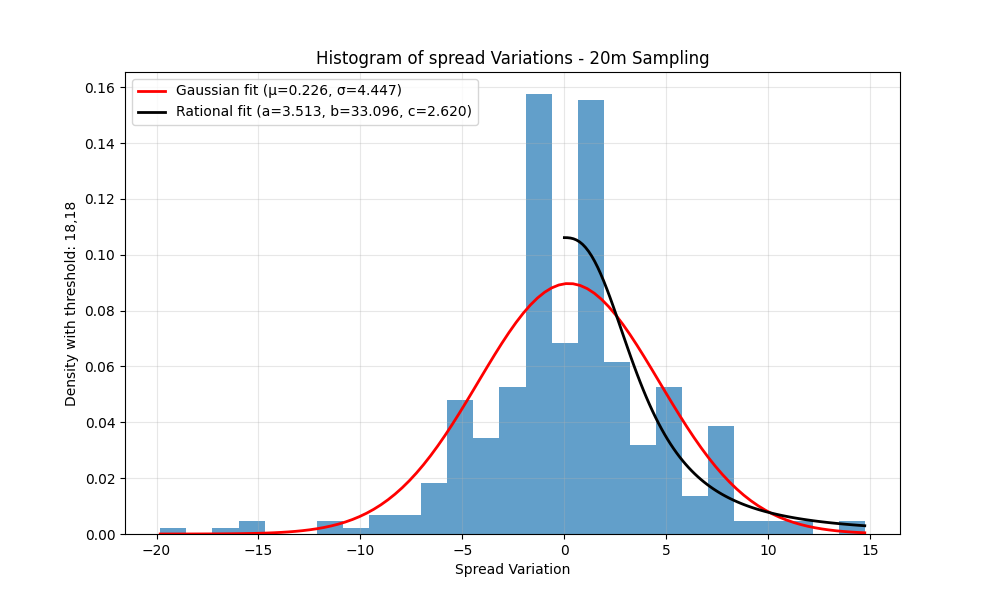 Histogram of spread Variations - 20m Sampling
Gaussian fit (μ=0.226, σ=4.447)
Rational fit (a=3.513, b=33.096, c=2.620)
0.16
0.14
0.12
0.10
0.08
0.06
0.04
0.02
0.00
Density with threshold: 18,18
−20 −15 −10 −5 0 5 10 15
Spread Variation